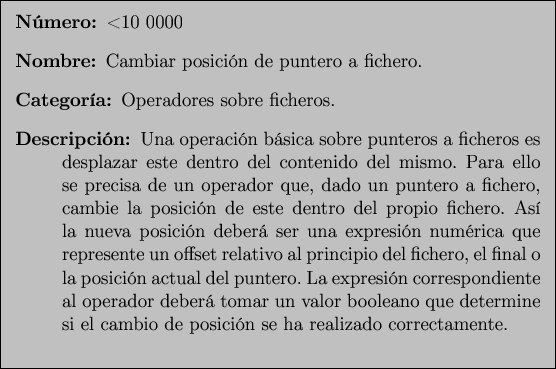 Número: <10 0000
Nombre: Cambiar posición de puntero a fichero.
Categoría: Operadores sobre ficheros.
Descripción: Una operación básica sobre punteros a ficheros es
desplazar este dentro del contenido del mismo. Para ello
se precisa de un operador que, dado un puntero a fichero,
cambie la posición de este dentro del propio fichero. Así
la nueva posición deberá ser una expresión numérica que
represente un offset relativo al principio del fichero, el final o
la posición actual del puntero. La expresión correspondiente
al operador deberá tomar un valor booleano que determine
si el cambio de posición se ha realizado correctamente.